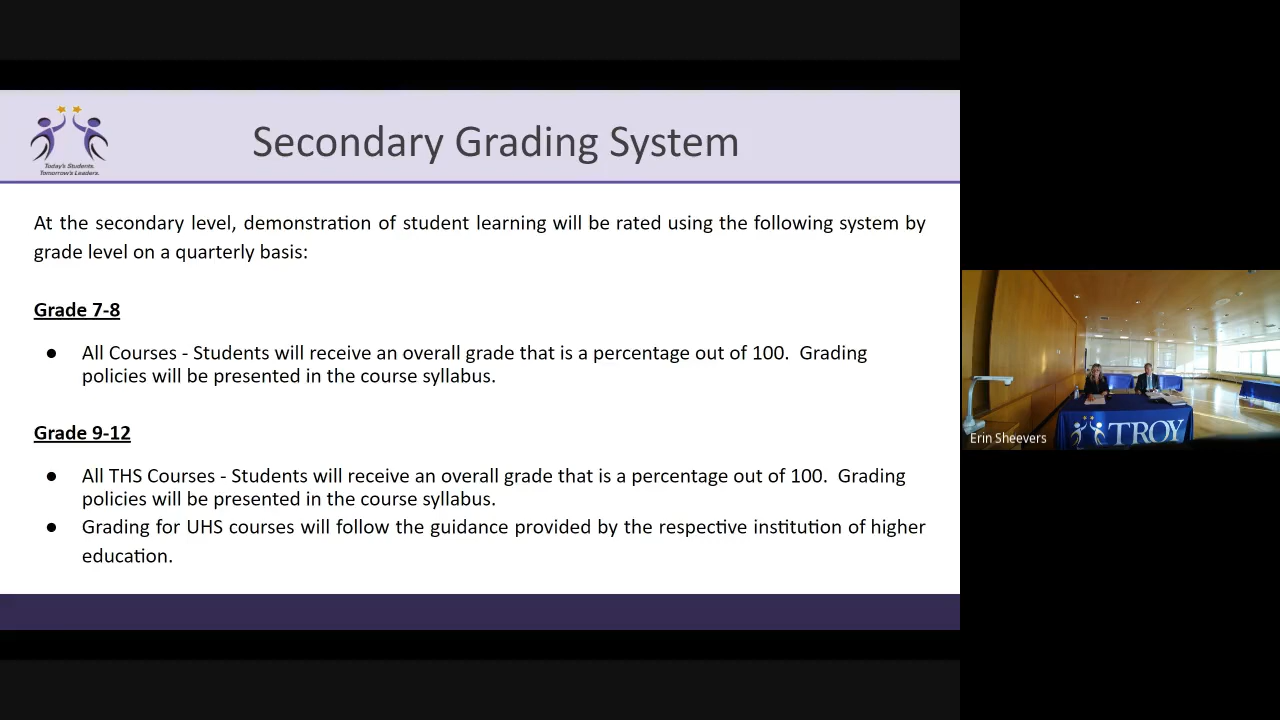 Today's Students.
Tomorrow's Leaders.
Secondary Grading System
At the secondary level, demonstration of student learning will be rated using the following system by
grade level on a quarterly basis:
Grade 7-8
● All Courses - Students will receive an overall grade that is a percentage out of 100.  Grading
policies will be presented in the course syllabus.
Grade 9-12
● All THS Courses - Students will receive an overall grade that is a percentage out of 100.  Grading
policies will be presented in the course syllabus.
● Grading for UHS courses will follow the guidance provided by the respective institution of higher
education.
TROY
Erin Sheevers